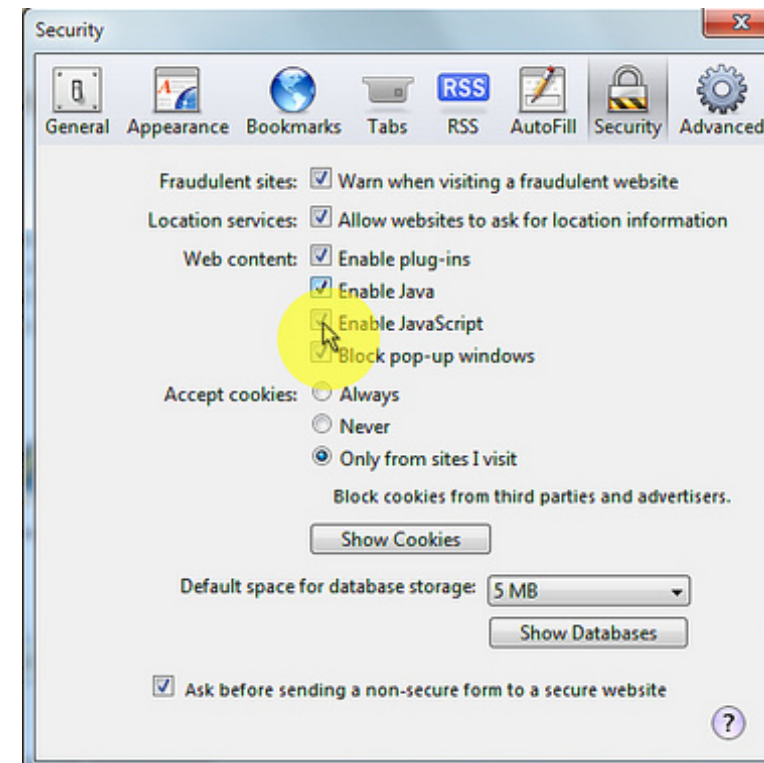 Security
RSS
General Appearance Bookmarks Tabs RSS AutoFill Security Advanced
Fraudulent sites: Warn when visiting a fraudulent website
Location services: Allow websites to ask for location information
Web content: Enable plug-ins
Enable Java
Enable JavaScript
Block pop-up windows
Accept cookies: Always
Never
Only from sites I visit
Block cookies from third parties and advertisers.
Show Cookies
Default space for database storage: 5 MB
Show Databases
Ask before sending a non-secure form to a secure website
?